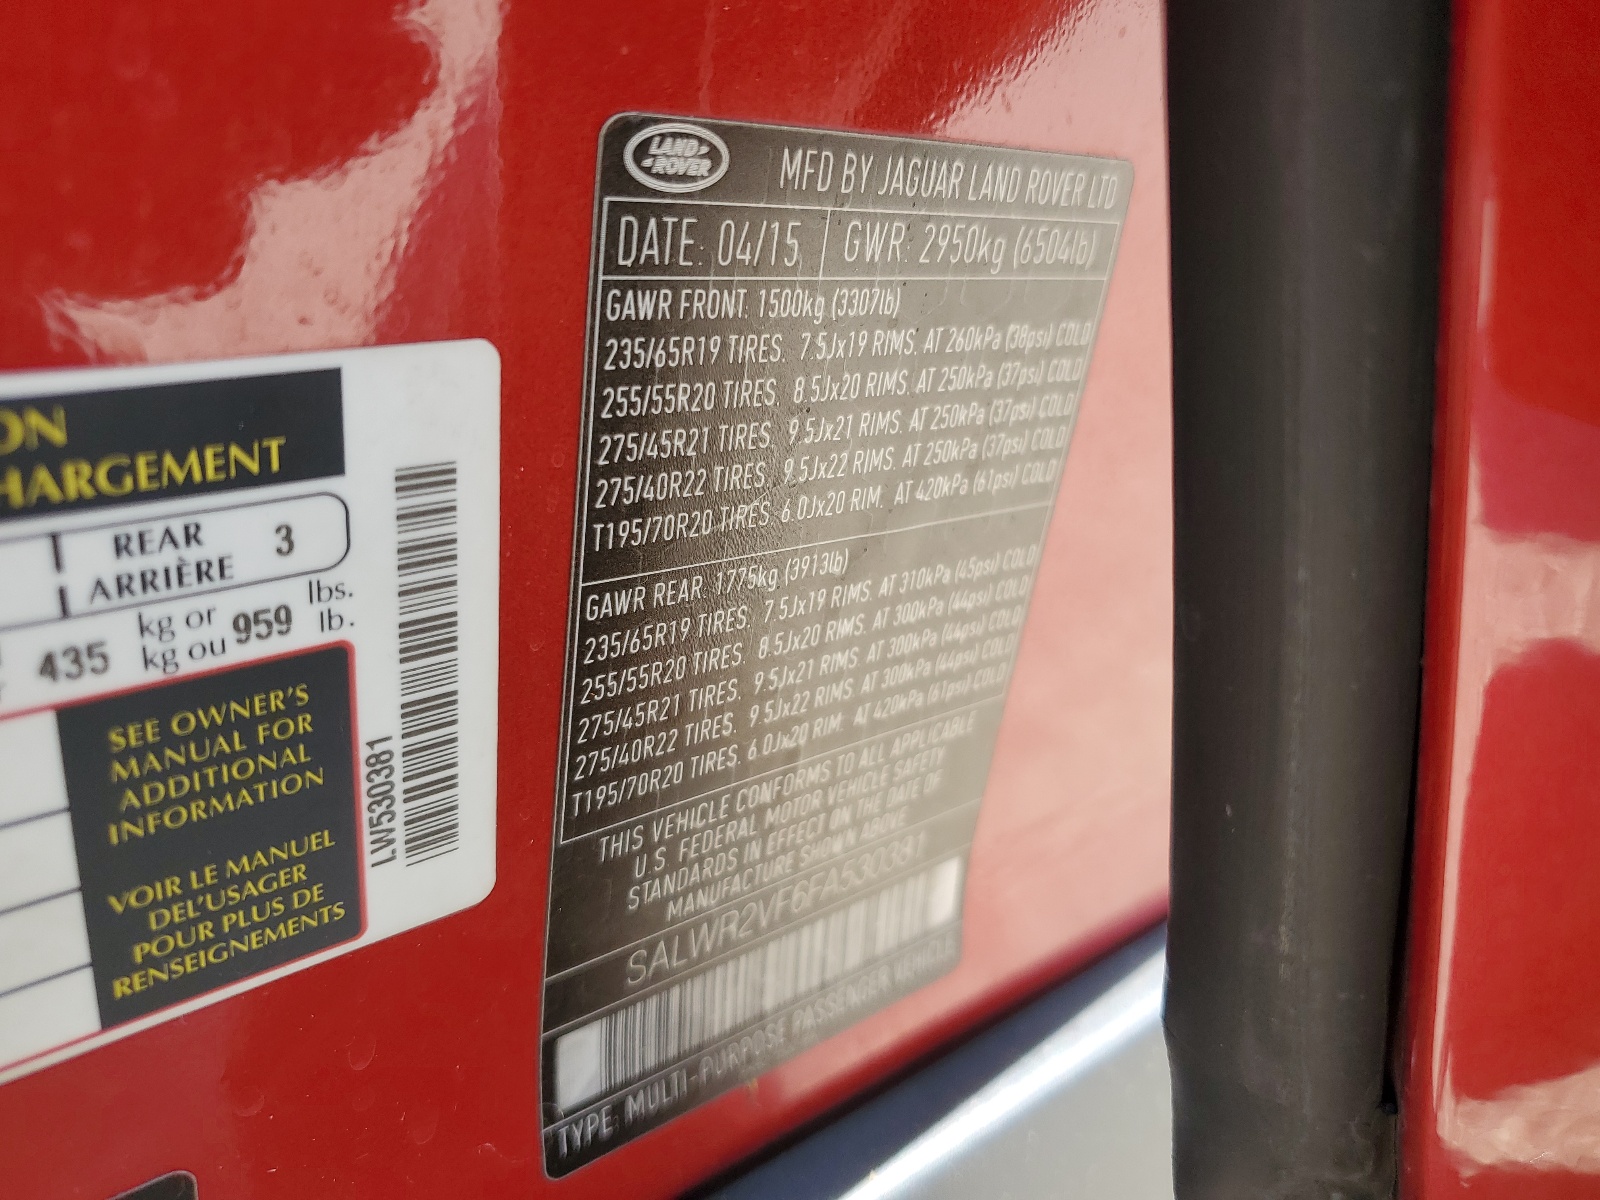 ON
HARGEMENT
REAR 3
ARRIÈRE
435 kg or 959 lbs.
kg ou lb.
SEE OWNER'S
MANUAL FOR
ADDITIONAL
INFORMATION
VOIR LE MANUEL
DEL'USAGER
POUR PLUS DE
RENSEIGNEMENTS
LW530381
LAND
ROVER
MFD BY JAGUAR LAND ROVER LTD
DATE: 04/15 GWR: 2950kg (6504lb)
GAWR FRONT: 1500kg (3307lb)
235/65R19 TIRES. 7.5Jx19 RIMS. AT 260kPa (38psi) COLD
255/55R20 TIRES. 8.5Jx20 RIMS. AT 250kPa (37psi) COLD
275/45R21 TIRES. 9.5Jx21 RIMS. AT 250kPa (37psi) COLD
275/40R22 TIRES. 9.5Jx22 RIMS. AT 250kPa (37psi) COLD
T195/70R20 TIRES. 6.0Jx20 RIM. AT 420kPa (61psi) COLD
GAWR REAR: 1775kg (3913lb)
235/65R19 TIRES. 7.5Jx19 RIMS. AT 310kPa (45psi) COLD
255/55R20 TIRES. 8.5Jx20 RIMS. AT 300kPa (44psi) COLD
275/45R21 TIRES. 9.5Jx21 RIMS. AT 300kPa (44psi) COLD
275/40R22 TIRES. 9.5Jx22 RIMS. AT 300kPa (44psi) COLD
T195/70R20 TIRES. 6.0Jx20 RIM. AT 420kPa (61psi) COLD
THIS VEHICLE CONFORMS TO ALL APPLICABLE
U.S. FEDERAL MOTOR VEHICLE SAFETY
STANDARDS IN EFFECT ON THE DATE OF
MANUFACTURE SHOWN ABOVE
SALWR2VF6FA530381
TYPE: MULTI-PURPOSE PASSENGER VEHICLE